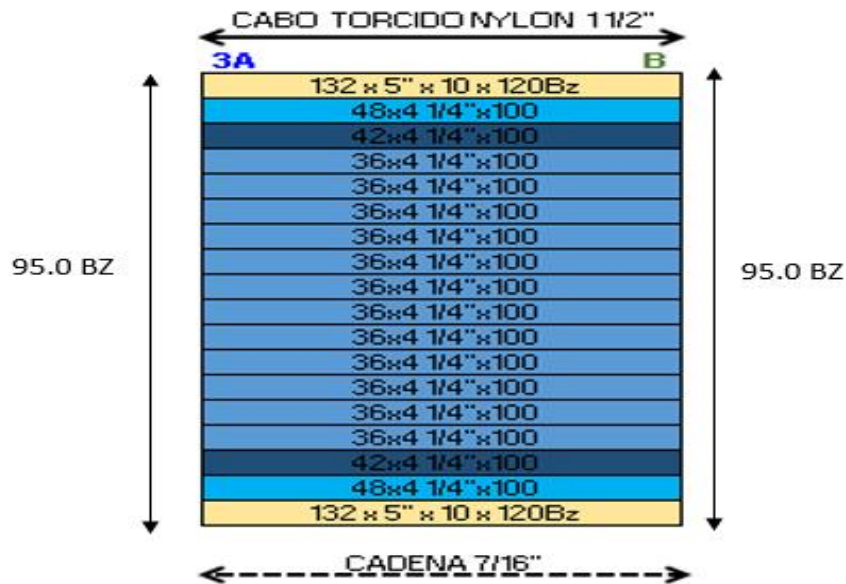 CABO TORCIDO NYLON 1 1/2"
3A B
132 x 5" x 10 x 120Bz
48x4 1/4"x100
42x4 1/4"x100
36x4 1/4"x100
36x4 1/4"x100
36x4 1/4"x100
36x4 1/4"x100
95.0 BZ 36x4 1/4"x100 95.0 BZ
36x4 1/4"x100
36x4 1/4"x100
36x4 1/4"x100
36x4 1/4"x100
36x4 1/4"x100
36x4 1/4"x100
36x4 1/4"x100
42x4 1/4"x100
48x4 1/4"x100
132 x 5" x 10 x 120Bz
CADENA 7/16"